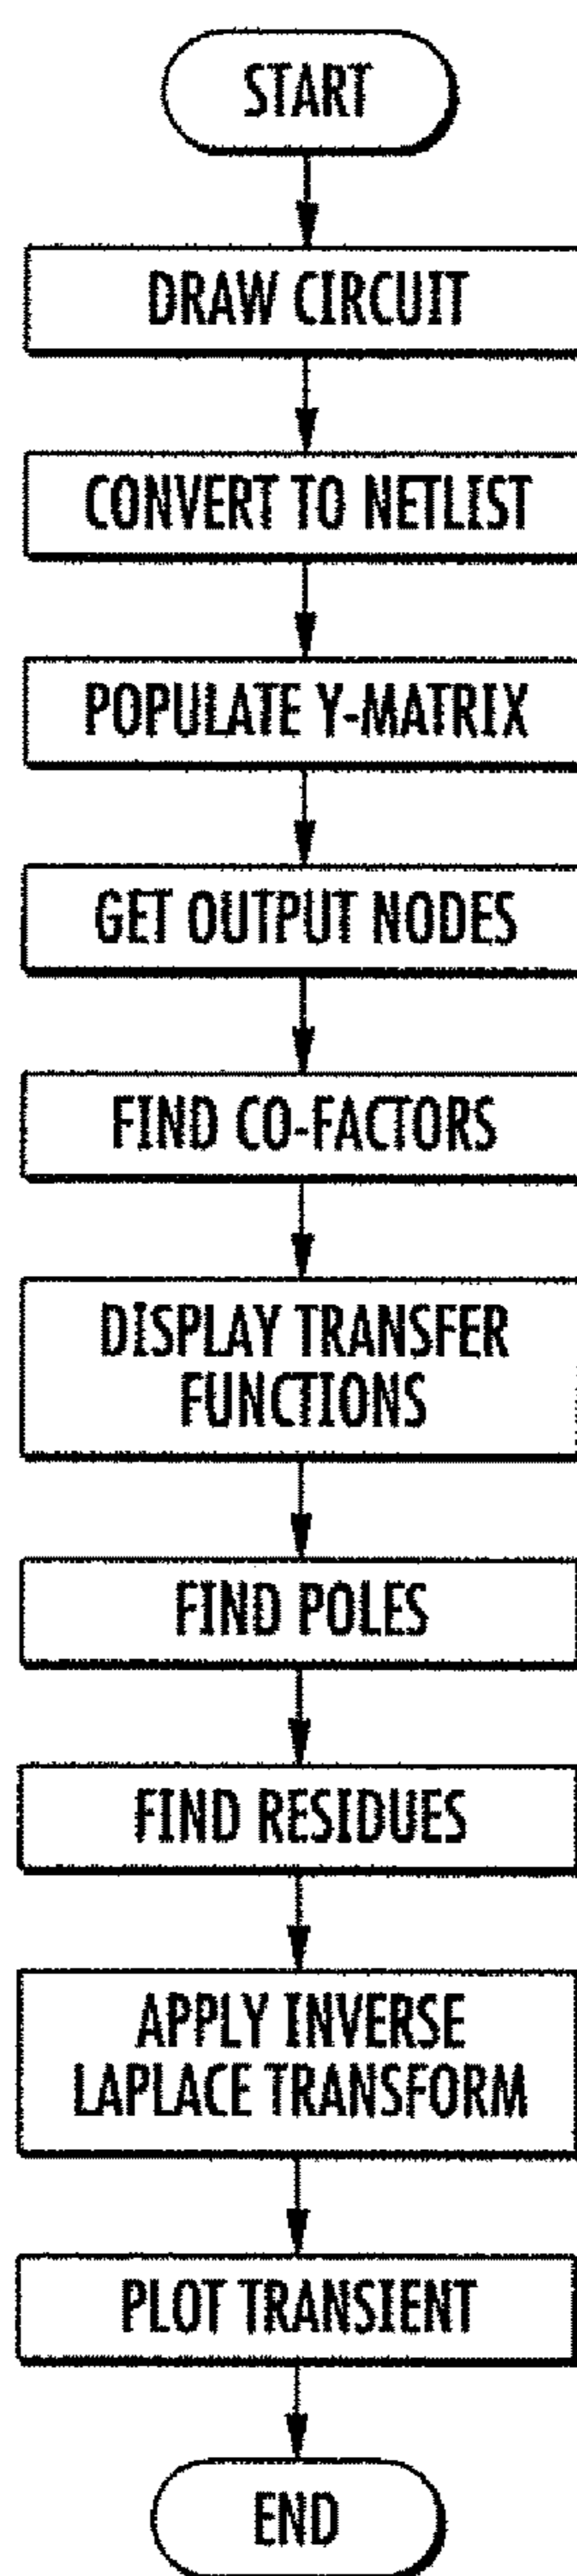 START
DRAW CIRCUIT
CONVERT TO NETLIST
POPULATE Y-MATRIX
GET OUTPUT NODES
FIND CO-FACTORS
DISPLAY TRANSFER
FUNCTIONS
FIND POLES
FIND RESIDUES
APPLY INVERSE
LAPLACE TRANSFORM
PLOT TRANSIENT
END